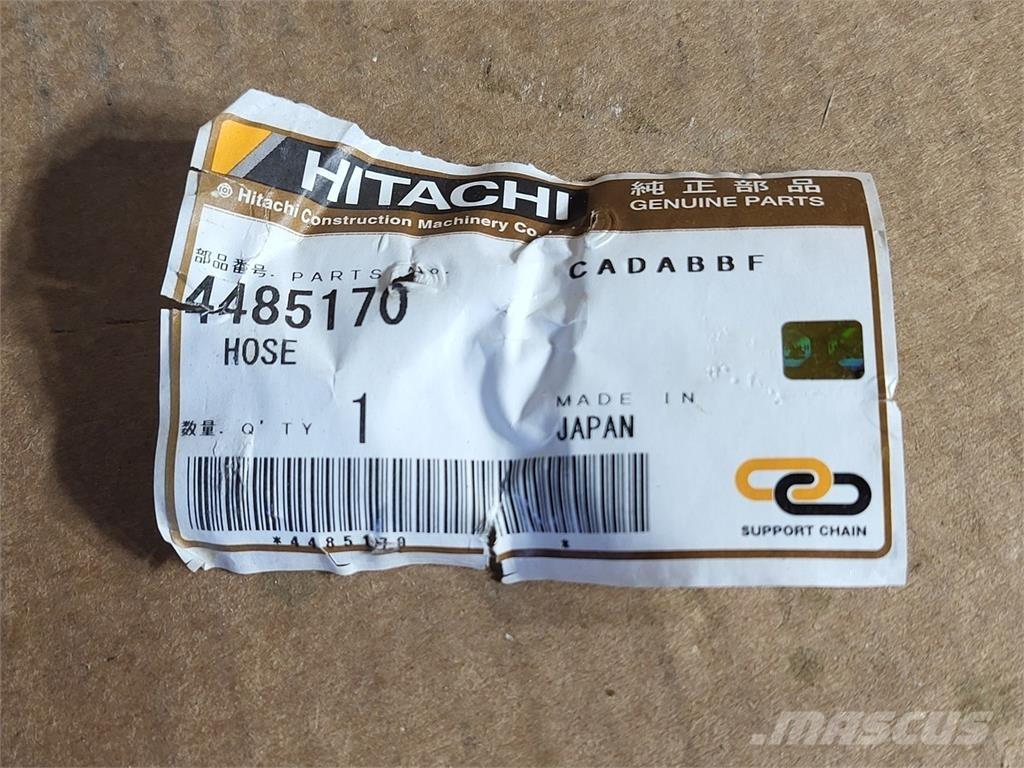 HITACHI
純正部品
GENUINE PARTS
Hitachi Construction Machinery Co.
部品番号. PARTS
CADABBF
4485170
HOSE
数量. Q'TY 1
MADE IN
JAPAN
*4485170 *
SUPPORT CHAIN
MASCUS